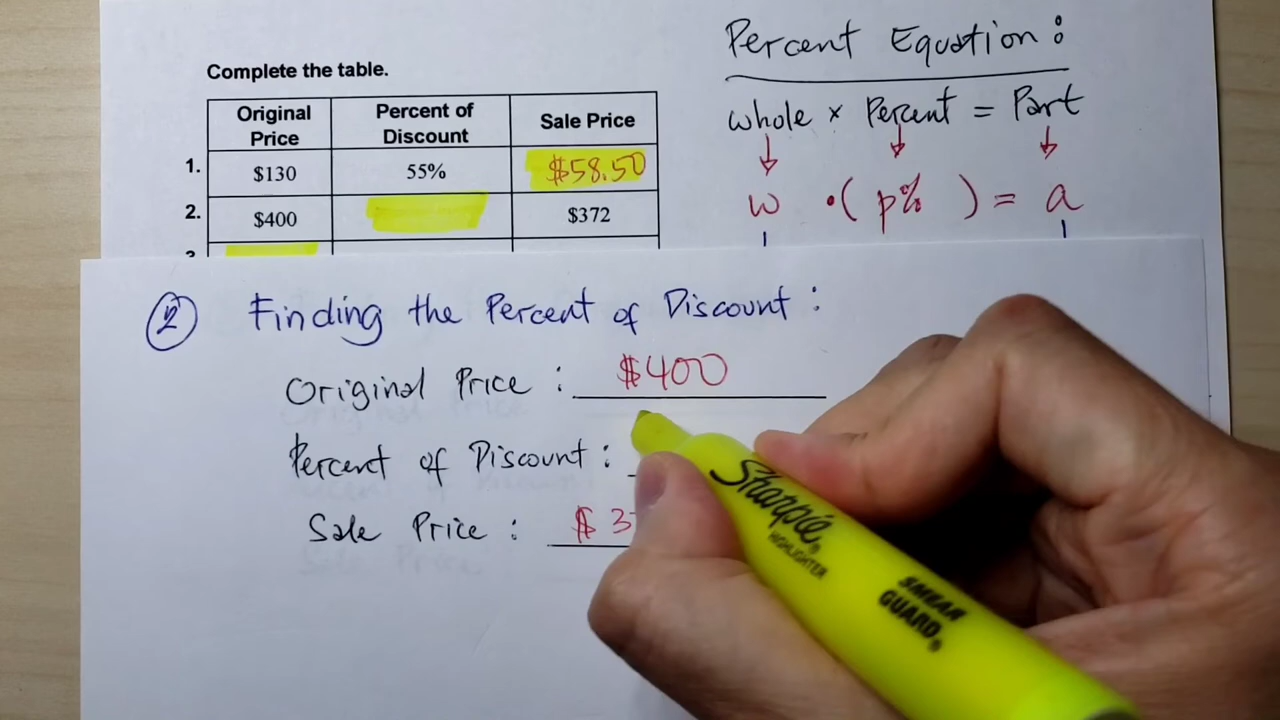 Complete the table.
Original Price
Percent of Discount
Sale Price
1. $130 55% $58.50
2. $400 $372
Percent Equation:
whole x Percent = Part
w •( p% ) = a
2 Finding the Percent of Discount:
Original Price: $400
Percent of Discount:
Sale Price: $ 3
Sharpie®
HIGHLIGHTER
SMEAR
GUARD®